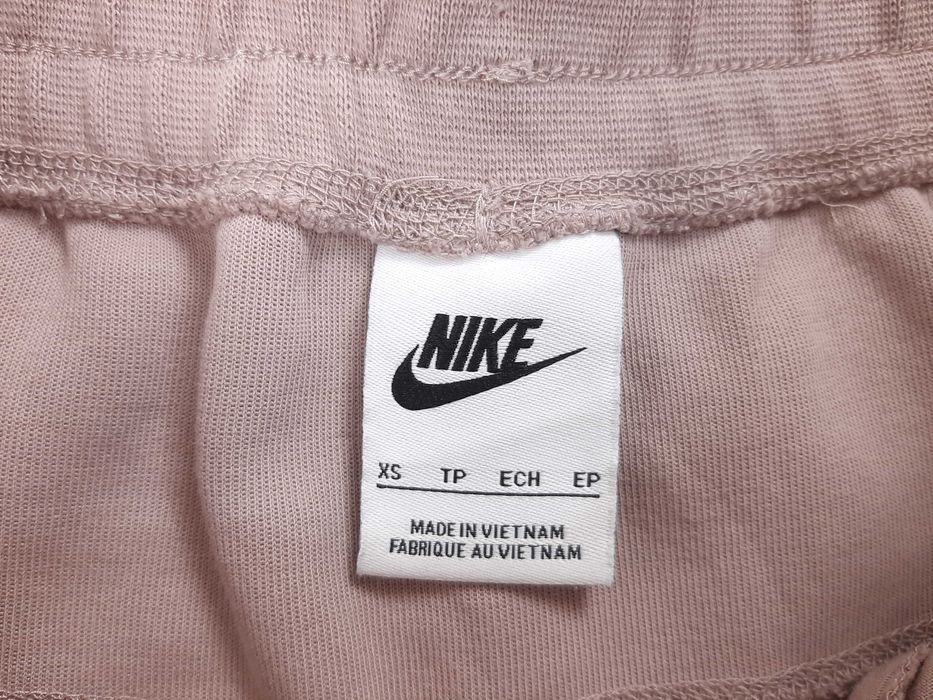 NIKE
XS TP ECH EP
MADE IN VIETNAM
FABRIQUE AU VIETNAM